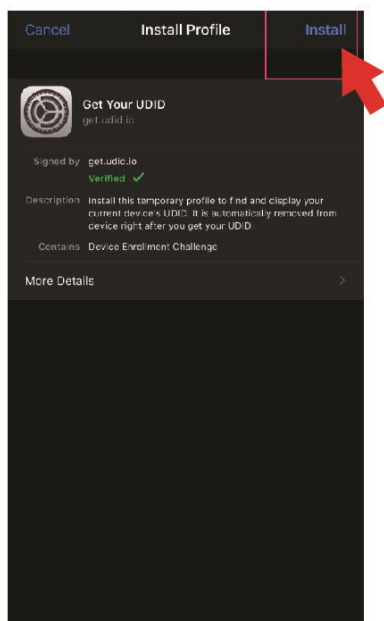 Cancel Install Profile Install
Get Your UDID
get.udid.io
Signed by get.udid.io
Verified ✓
Description Install this temporary profile to find and display your
current device's UDID. It is automatically removed from
device right after you get your UDID.
Contains Device Enrollment Challenge
More Details